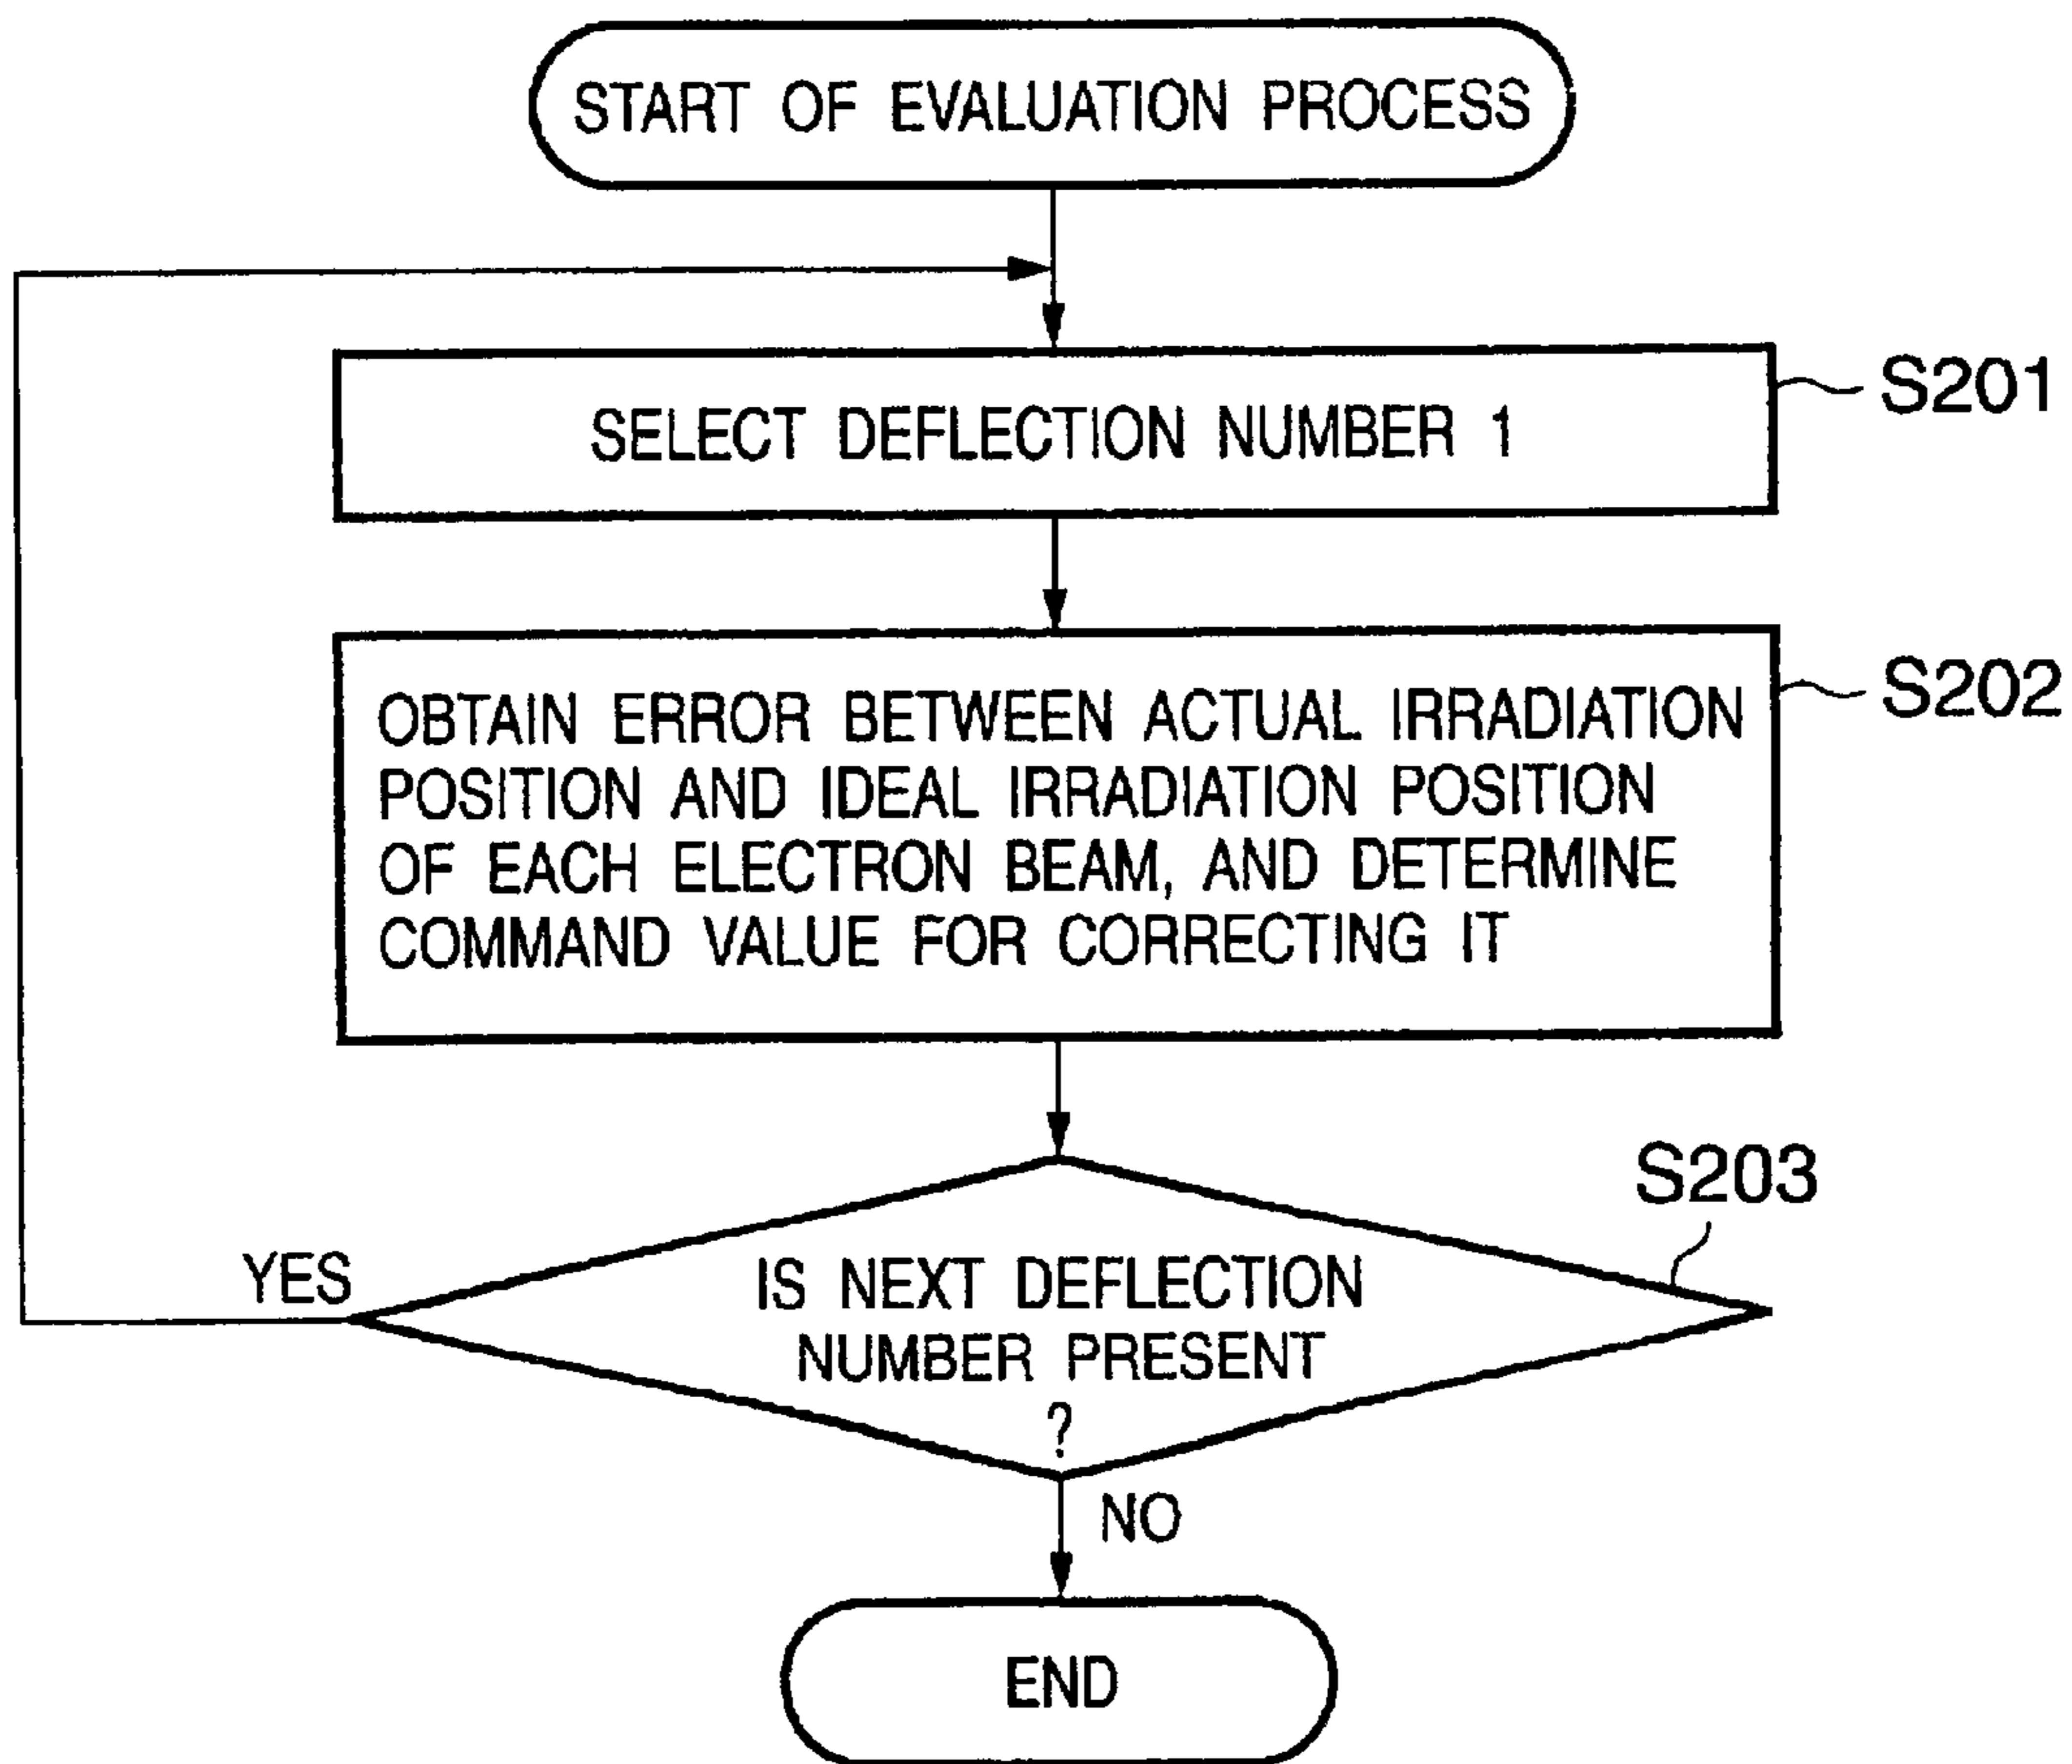 START OF EVALUATION PROCESS
SELECT DEFLECTION NUMBER 1
S201
OBTAIN ERROR BETWEEN ACTUAL IRRADIATION
POSITION AND IDEAL IRRADIATION POSITION
OF EACH ELECTRON BEAM, AND DETERMINE
COMMAND VALUE FOR CORRECTING IT
S202
S203
YES
IS NEXT DEFLECTION
NUMBER PRESENT
?
NO
END